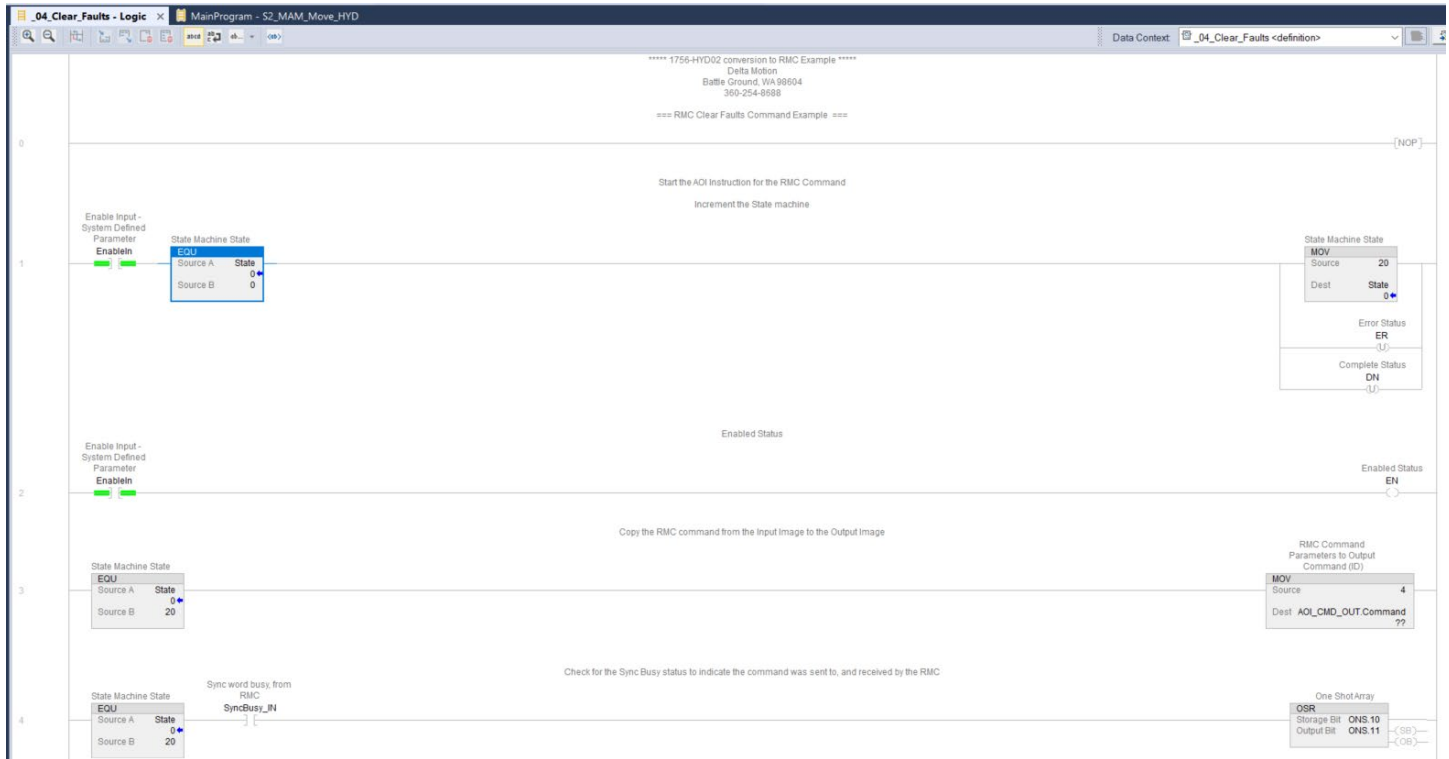 _04_Clear_Faults - Logic
MainProgram - S2_MAM_Move_HYD
Data Context: _04_Clear_Faults <definition>
***** 1756-HYD02 conversion to RMC Example *****
Delta Motion
Battle Ground, WA 98604
360-254-8688
=== RMC Clear Faults Command Example ===
0
NOP
Start the AOI Instruction for the RMC Command
Increment the State machine
1
Enable Input -
System Defined
Parameter
EnableIn
State Machine State
EQU
Source A State
0
Source B 0
State Machine State
MOV
Source 20
Dest State
0
Error Status
ER
U
Complete Status
DN
U
Enabled Status
2
Enable Input -
System Defined
Parameter
EnableIn
Enabled Status
EN
Copy the RMC command from the Input Image to the Output Image
3
State Machine State
EQU
Source A State
0
Source B 20
RMC Command
Parameters to Output
Command (ID)
MOV
Source 4
Dest AOI_CMD_OUT.Command
??
Check for the Sync Busy status to indicate the command was sent to, and received by the RMC
4
State Machine State
EQU
Source A State
0
Source B 20
Sync word busy, from
RMC
SyncBusy_IN
One Shot Array
OSR
Storage Bit ONS.10
Output Bit ONS.11
SB
OB